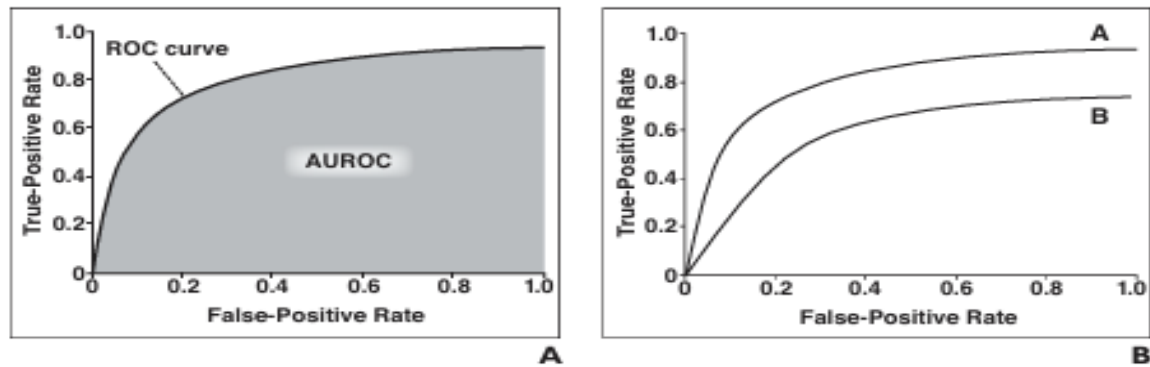 True-Positive Rate
1.0
0.8
0.6
0.4
0.2
0
ROC curve
AUROC
0 0.2 0.4 0.6 0.8 1.0
False-Positive Rate
A
True-Positive Rate
1.0
0.8
0.6
0.4
0.2
0
A
B
0 0.2 0.4 0.6 0.8 1.0
False-Positive Rate
B